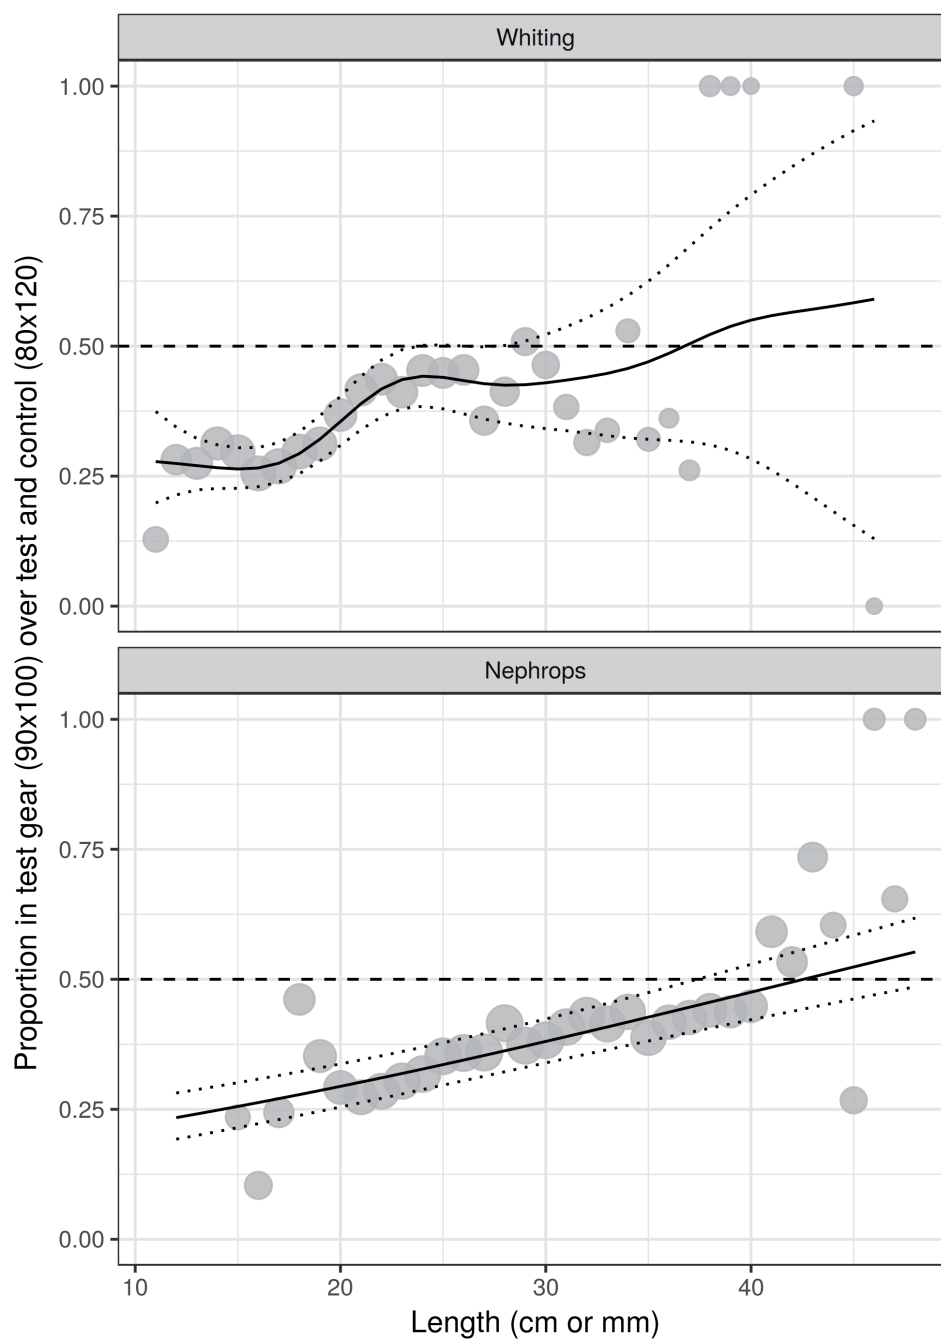 Whiting
1.00
0.75
0.50
0.25
0.00
Proportion in test gear (90x100) over test and control (80x120)
Nephrops
1.00
0.75
0.50
0.25
0.00
10 20 30 40
Length (cm or mm)